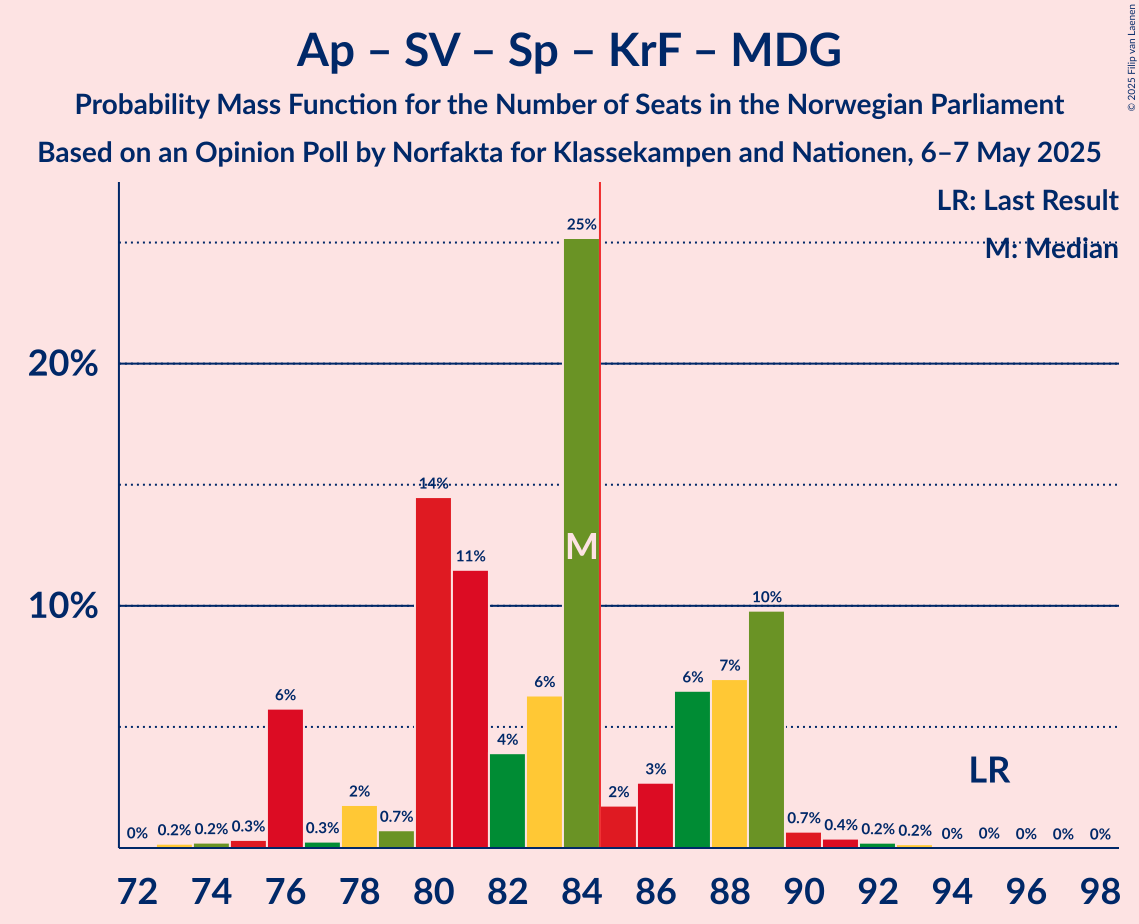 Ap – SV – Sp – KrF – MDG
Probability Mass Function for the Number of Seats in the Norwegian Parliament
Based on an Opinion Poll by Norfakta for Klassekampen and Nationen, 6–7 May 2025
© 2025 Filip van Laenen
LR: Last Result
M: Median
20%
10%
0% 0.2% 0.2% 0.3% 6% 0.3% 2% 0.7% 14% 11% 4% 6% 25% 2% 3% 6% 7% 10% 0.7% 0.4% 0.2% 0.2% 0% 0% 0% 0% 0%
M
LR
72 74 76 78 80 82 84 86 88 90 92 94 96 98